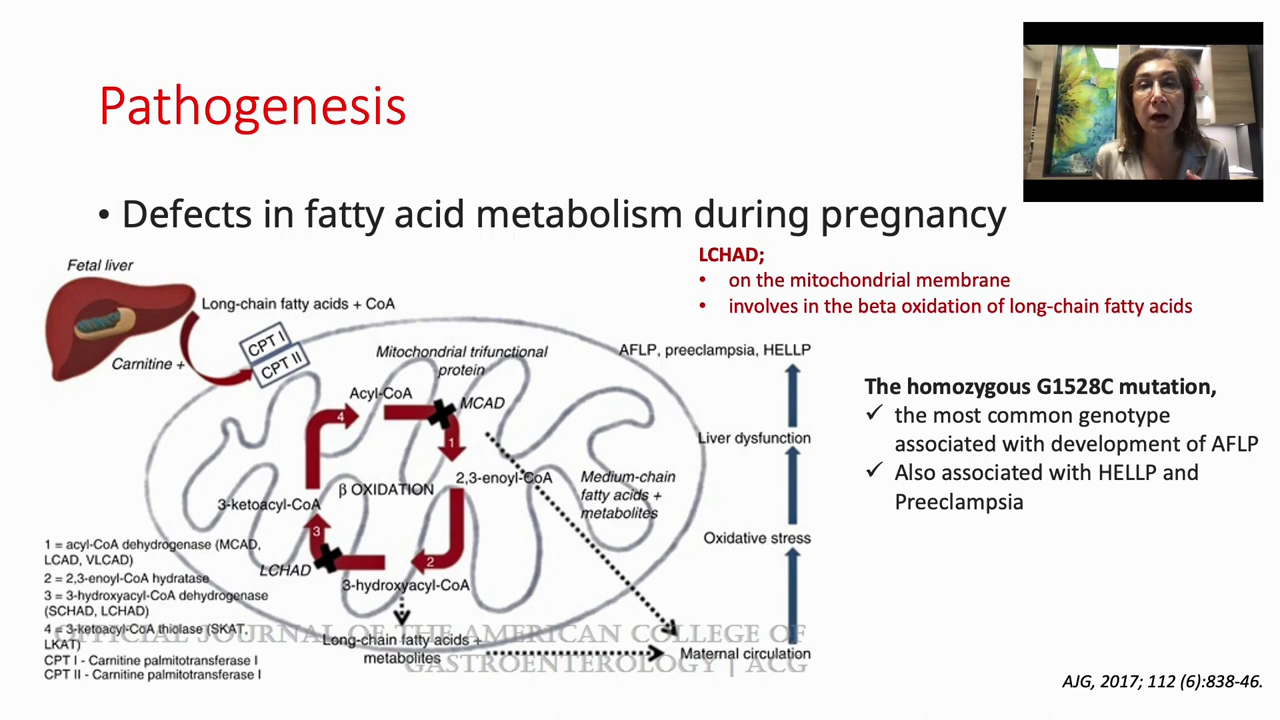 Pathogenesis
• Defects in fatty acid metabolism during pregnancy
LCHAD;
• on the mitochondrial membrane
• involves in the beta oxidation of long-chain fatty acids
Fetal liver
Long-chain fatty acids + CoA
Carnitine +
CPT I
CPT II
Mitochondrial trifunctional
protein
Acyl-CoA
MCAD
4
1
2,3-enoyl-CoA
β OXIDATION
3-ketoacyl-CoA
3
2
LCHAD
3-hydroxyacyl-CoA
Medium-chain
fatty acids +
metabolites
Long-chain fatty acids +
metabolites
AFLP, preeclampsia, HELLP
Liver dysfunction
Oxidative stress
Maternal circulation
1 = acyl-CoA dehydrogenase (MCAD,
LCAD, VLCAD)
2 = 2,3-enoyl-CoA hydratase
3 = 3-hydroxyacyl-CoA dehydrogenase
(SCHAD, LCHAD)
4 = 3-ketoacyl-CoA thiolase (SKAT,
LKAT)
CPT I - Carnitine palmitotransferase I
CPT II - Carnitine palmitotransferase I
JOURNAL OF THE AMERICAN COLLEGE OF
GASTROENTEROLOGY | ACG
The homozygous G1528C mutation,
✓ the most common genotype
associated with development of AFLP
✓ Also associated with HELLP and
Preeclampsia
AJG, 2017; 112 (6):838-46.